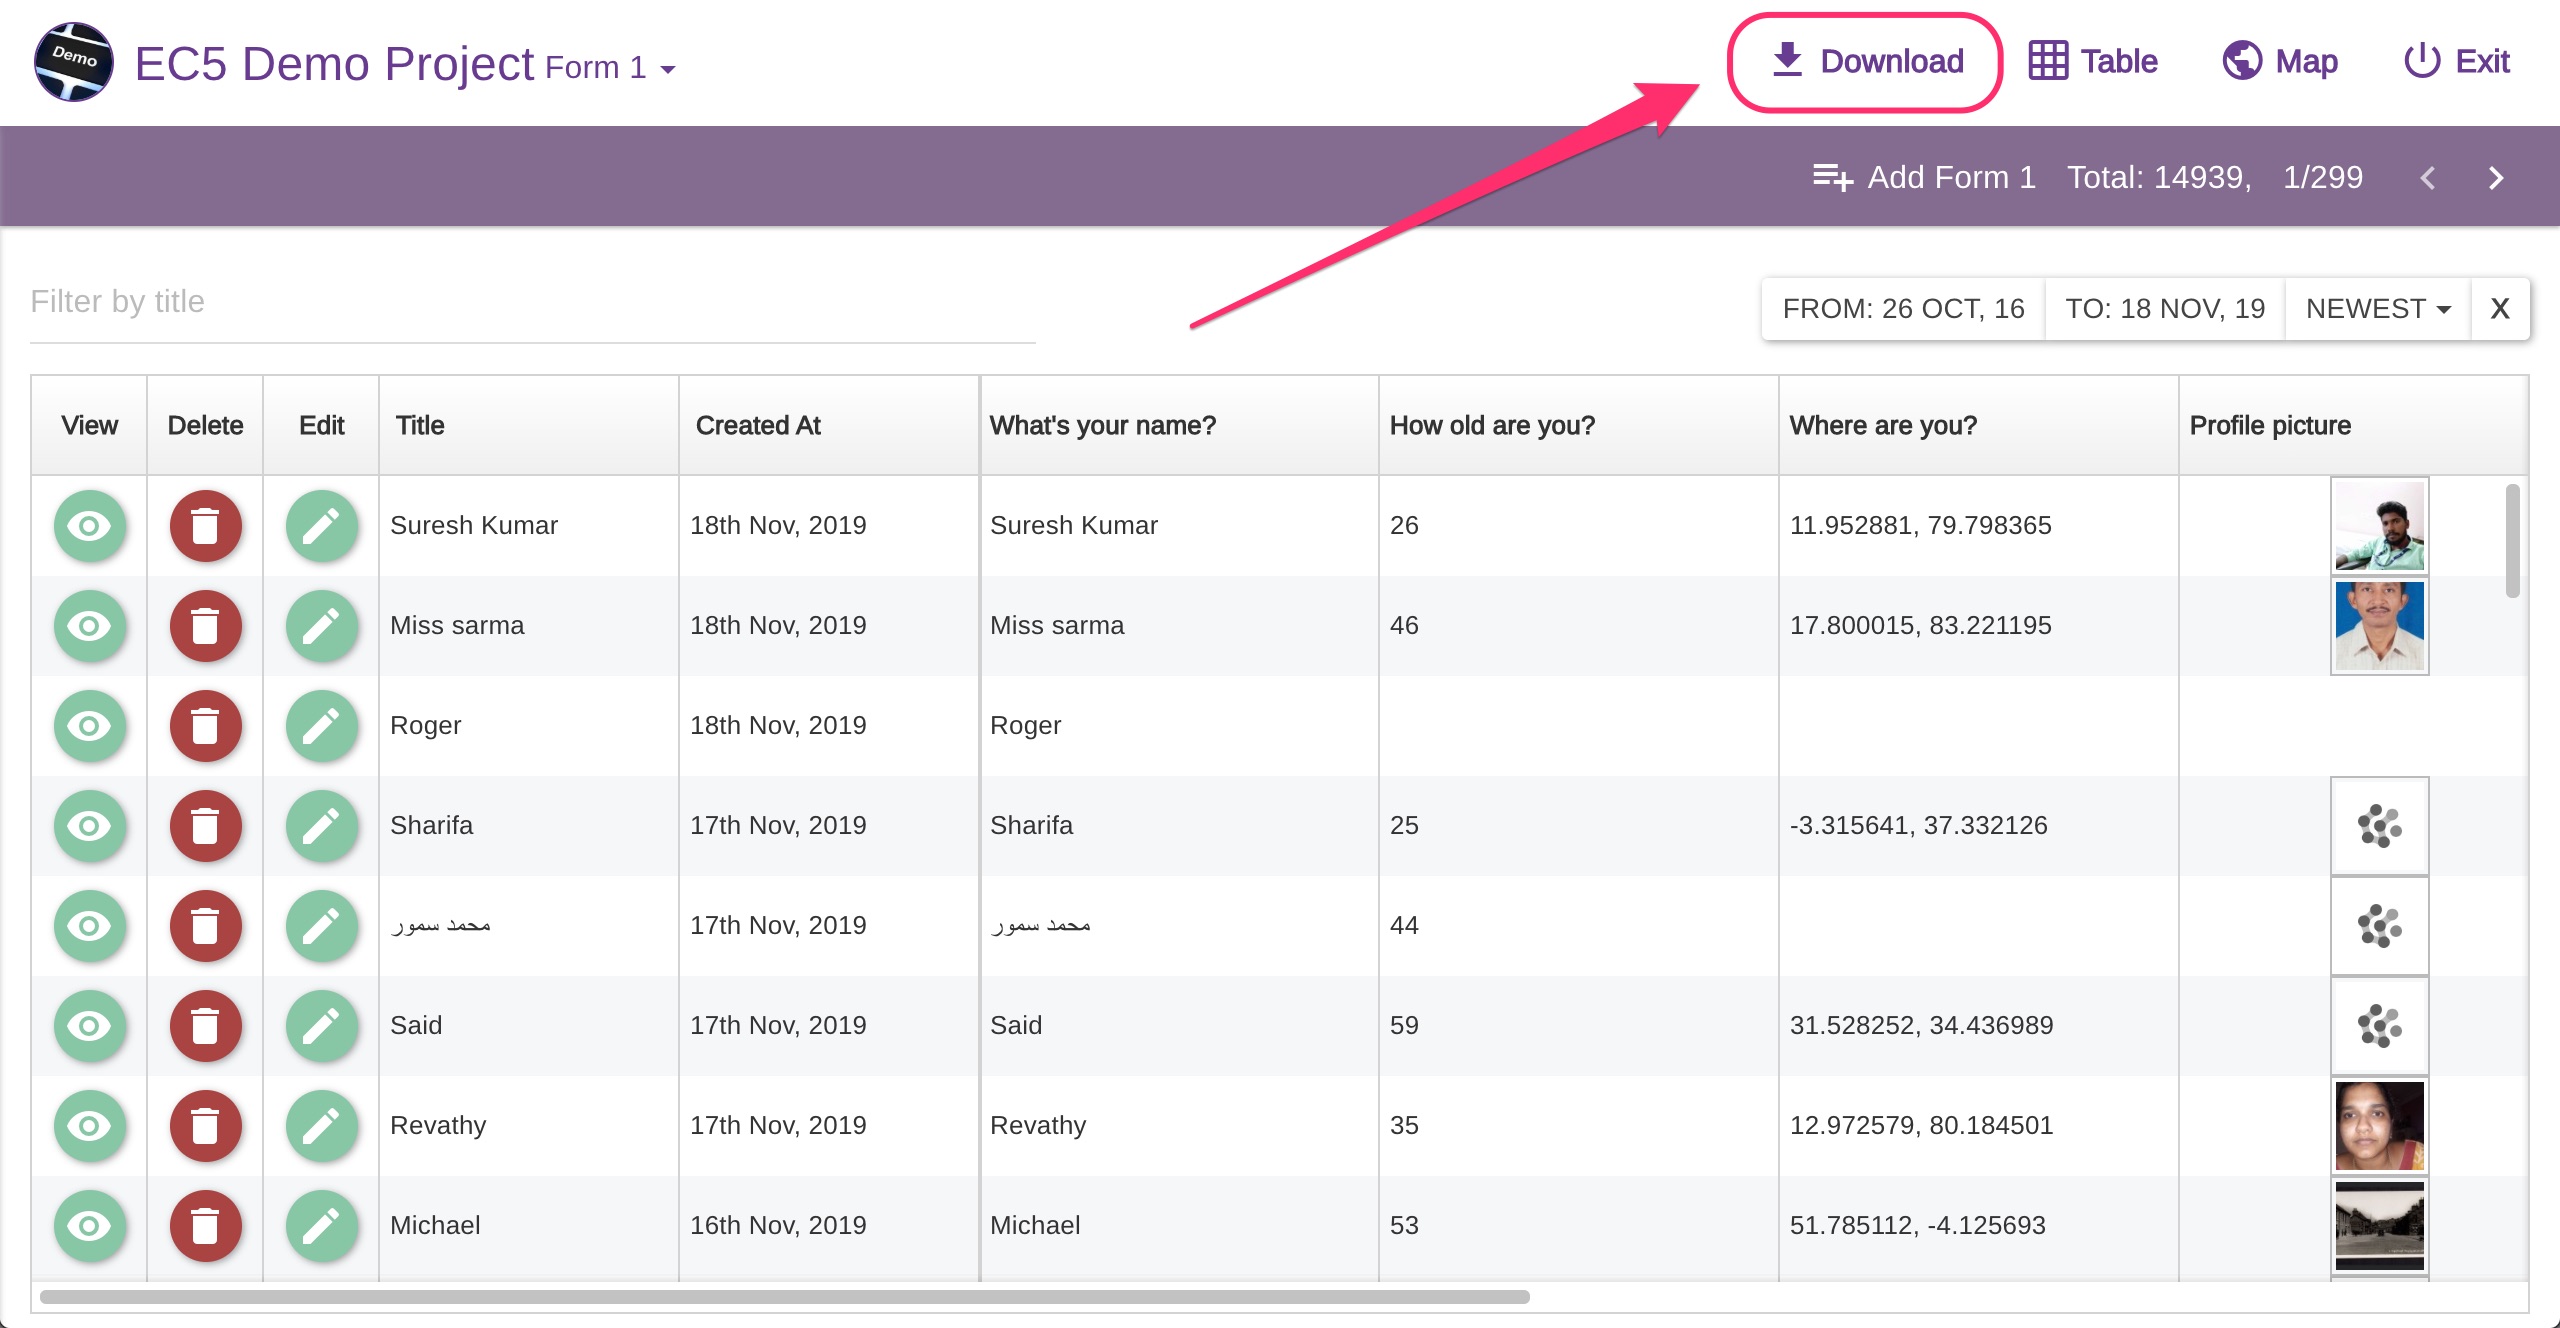 Demo
EC5 Demo Project Form 1
Download Table Map Exit
Add Form 1 Total: 14939, 1/299
Filter by title
FROM: 26 OCT, 16 TO: 18 NOV, 19 NEWEST X
View Delete Edit Title Created At What's your name? How old are you? Where are you? Profile picture
Suresh Kumar 18th Nov, 2019 Suresh Kumar 26 11.952881, 79.798365
Miss sarma 18th Nov, 2019 Miss sarma 46 17.800015, 83.221195
Roger 18th Nov, 2019 Roger
Sharifa 17th Nov, 2019 Sharifa 25 -3.315641, 37.332126
محمد سمور 17th Nov, 2019 محمد سمور 44
Said 17th Nov, 2019 Said 59 31.528252, 34.436989
Revathy 17th Nov, 2019 Revathy 35 12.972579, 80.184501
Michael 16th Nov, 2019 Michael 53 51.785112, -4.125693